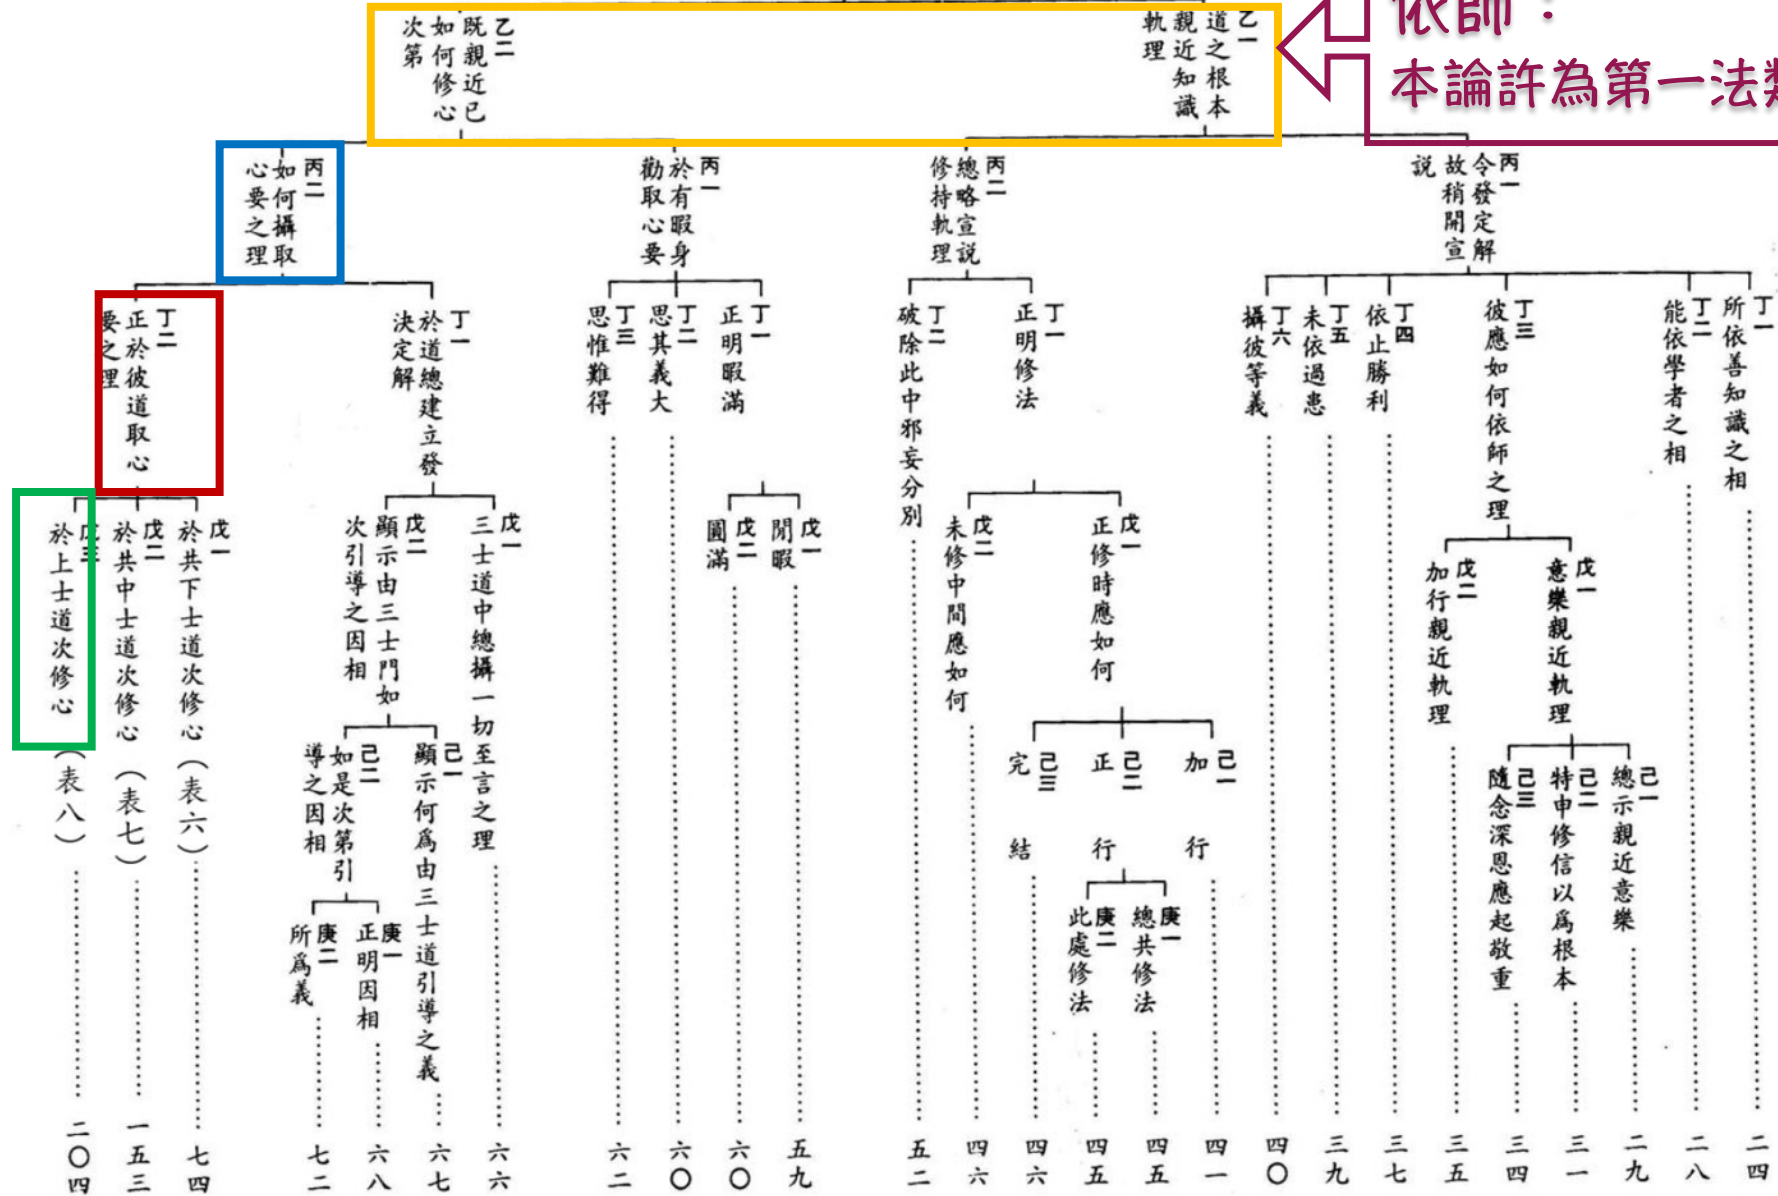 依師：
本論許為第一法類
乙一
道之根本
親近知識
軌理
乙二
既親近已
如何修心
次第
丙一
令發定解
故稍開宣
説
丙二
總略宣説
修持軌理
丙一
於有暇身
勸取心要
丙二
如何攝取
心要之理
丁一
所依善知識之相
二四
丁二
能依學者之相
二八
丁三
彼應如何依師之理
丁四
依止勝利
三七
丁五
未依過患
三九
丁六
攝彼等義
四〇
丁一
正明修法
丁二
破除此中邪妄分別
五二
丁一
正明暇滿
丁二
思其義大
六〇
丁三
思惟難得
六二
丁一
於道總建立發
決定解
丁二
正於彼道取心
要之理
戊一
意樂親近軌理
戊二
加行親近軌理
三五
戊一
正修時應如何
戊二
未修中間應如何
四六
戊一
閒暇
五九
戊二
圓滿
六〇
戊一
三士道中總攝一切至言之理
六六
戊二
顯示由三士門如
次引導之因相
戊一
於共下士道次修心（表六）
七四
戊二
於共中士道次修心（表七）
一五三
戊三
於上士道次修心（表八）
二〇四
己一
總示親近意樂
二九
己二
特申修信以爲根本
三一
己三
隨念深恩應起敬重
三四
己一
加行
四一
己二
正行
己三
完結
四六
己一
顯示何爲由三士道引導之義
六七
己二
如是次第引
導之因相
庚一
總共修法
四五
庚二
此處修法
四五
庚一
正明因相
六八
庚二
所爲義
七二